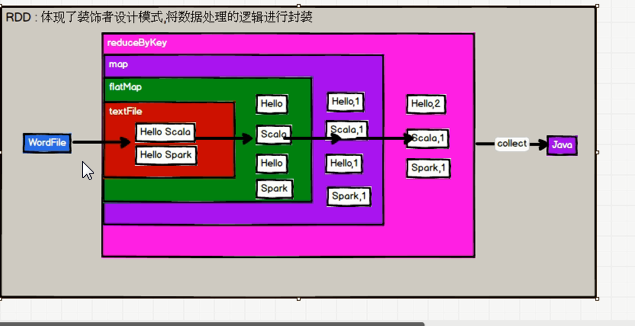 RDD : 体现了装饰者设计模式,将数据处理的逻辑进行封装
reduceByKey
map
flatMap
textFile
WordFile
Hello Scala
Hello Spark
Hello
Scala
Hello
Spark
Hello,1
Scala,1
Hello,1
Spark,1
Hello,2
Scala,1
Spark,1
collect
Java